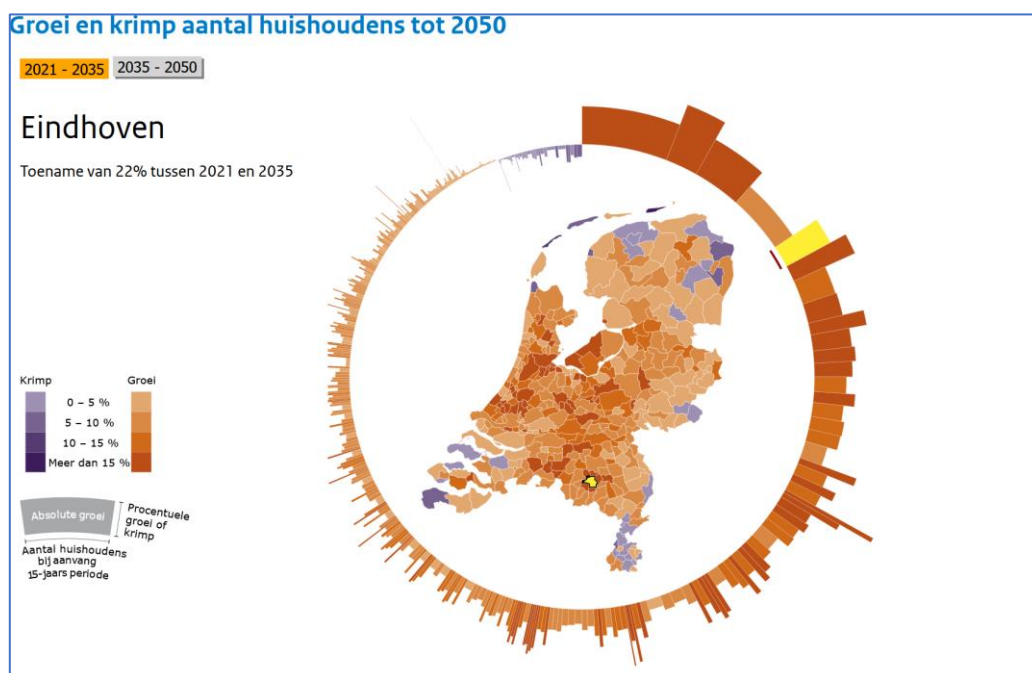 Groei en krimp aantal huishoudens tot 2050
2021 - 2035
2035 - 2050
Eindhoven
Toename van 22% tussen 2021 en 2035
Krimp
Groei
0 – 5 %
5 – 10 %
10 – 15 %
Meer dan 15 %
Absolute groei
Procentuele
groei of
krimp
Aantal huishoudens
bij aanvang
15-jaars periode